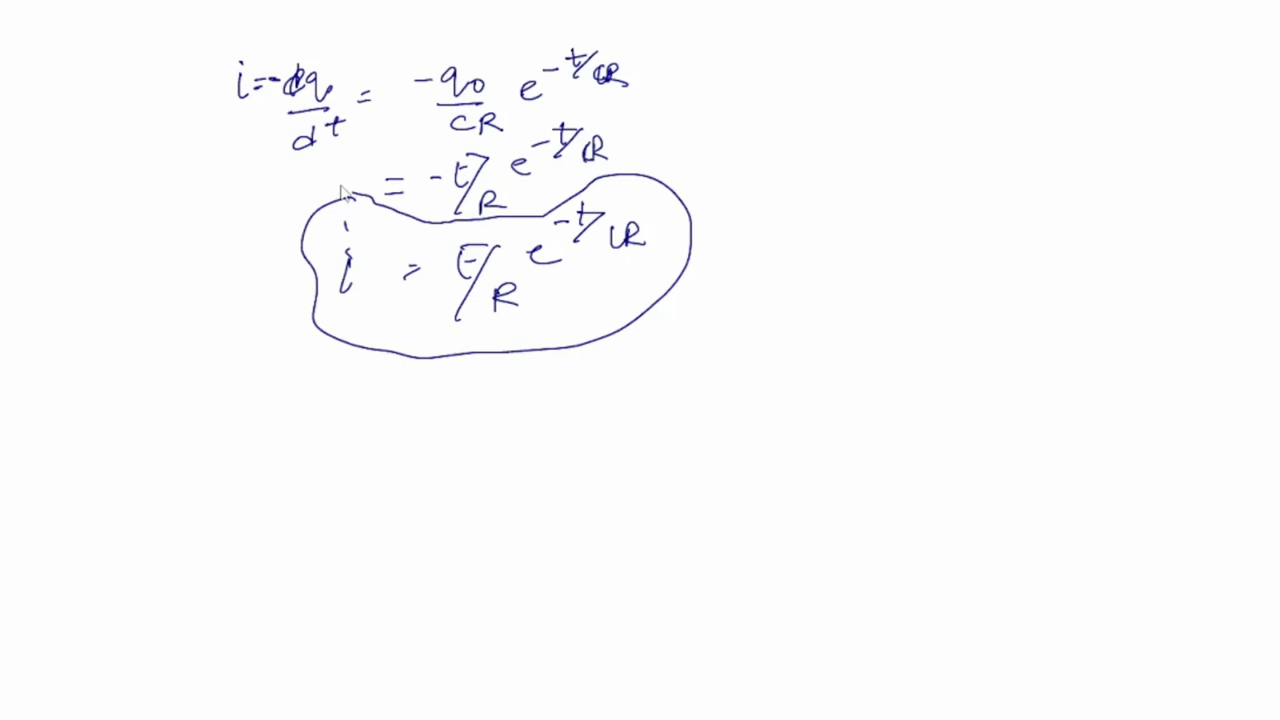 i = -dq/dt = -q₀/CR e^{-t/CR}
= -E/R e^{-t/CR}
i = E/R e^{-t/CR}